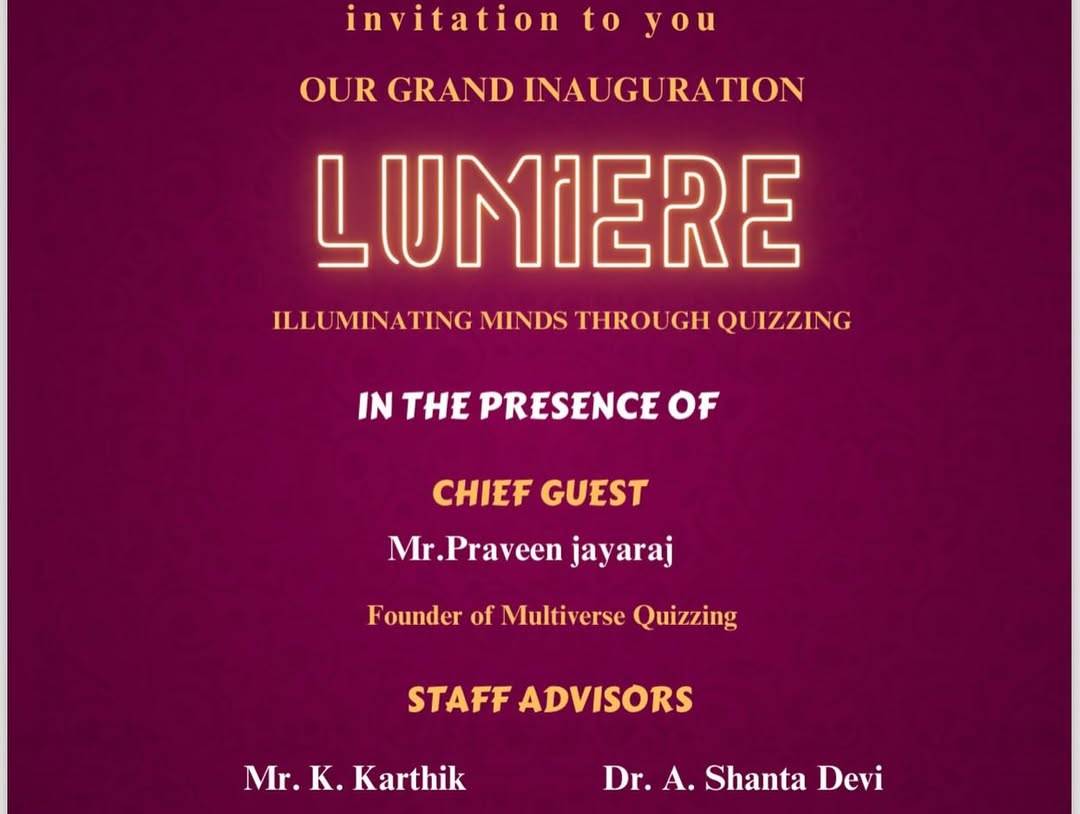 invitation to you
OUR GRAND INAUGURATION
LUMIERE
ILLUMINATING MINDS THROUGH QUIZZING
IN THE PRESENCE OF
CHIEF GUEST
Mr.Praveen jayaraj
Founder of Multiverse Quizzing
STAFF ADVISORS
Mr. K. Karthik Dr. A. Shanta Devi